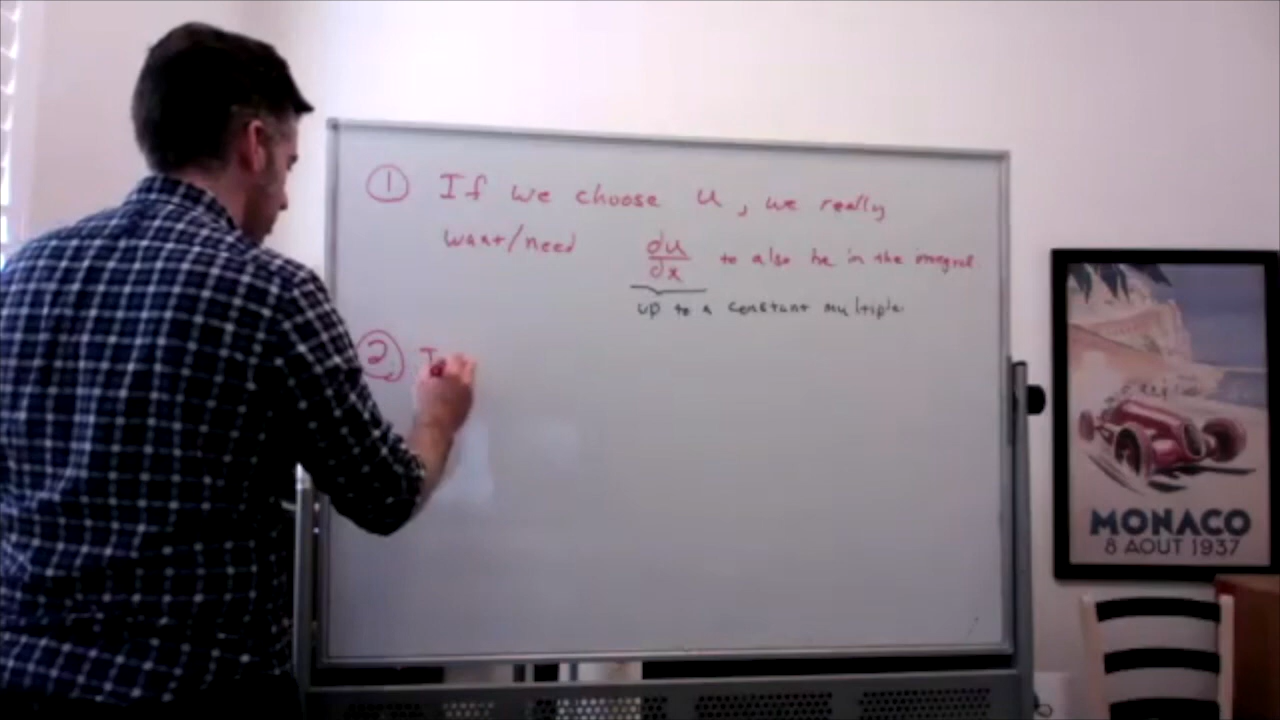 ① If we choose u, we really
want/need du/dx to also be in the integral
up to a constant multiple
② I
MONACO
8 AOUT 1937